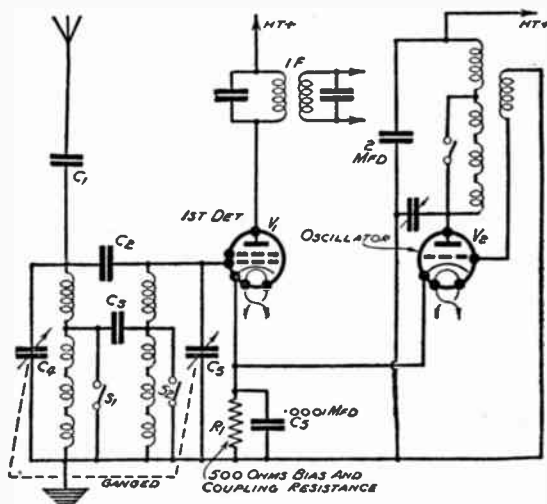 HT+
HT+
IF
C1
2
MFD
1ST DET
V1
OSCILLATOR
V2
C2
C3
C4
C5
S1
S2
R1
.0001 MFD
C5
GANGED
500 OHMS BIAS AND
COUPLING RESISTANCE